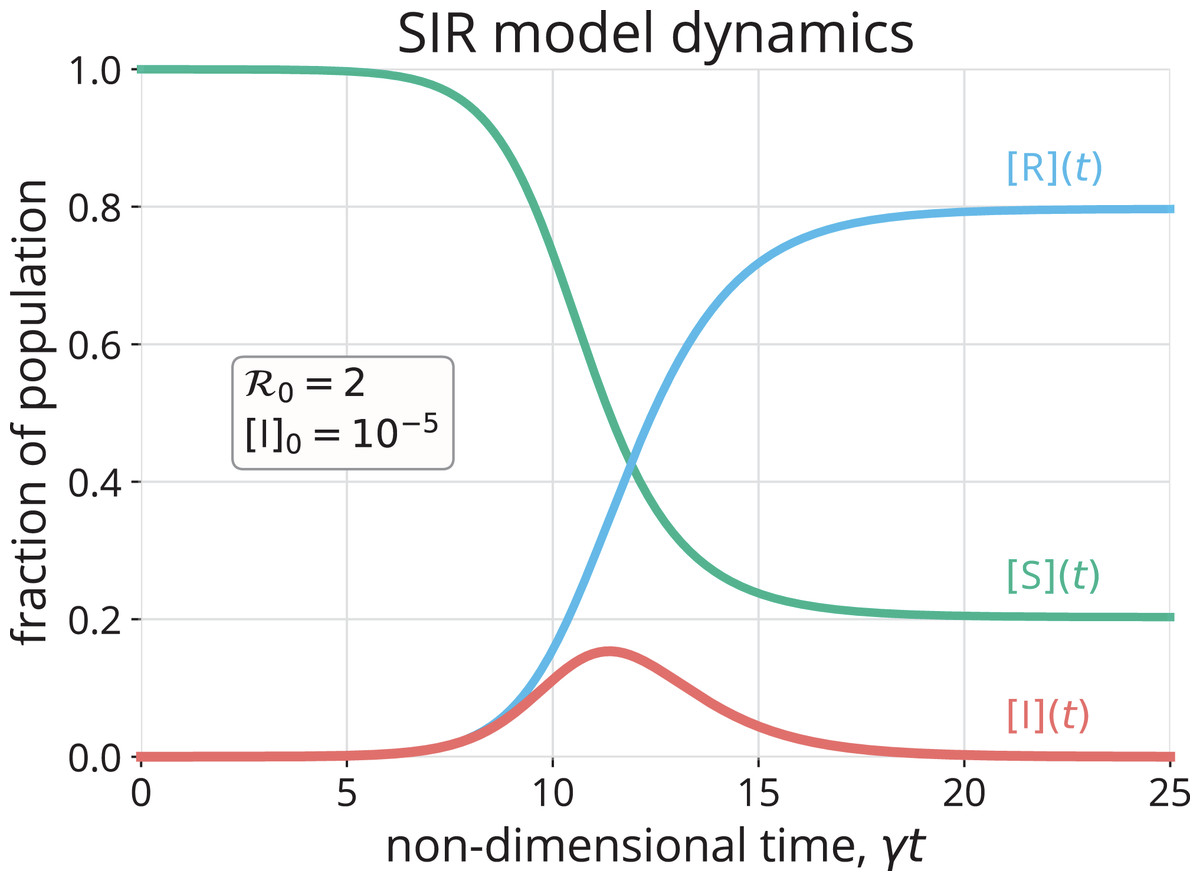 SIR model dynamics
fraction of population
1.0
0.8
0.6
0.4
0.2
0.0
[R](t)
ℛ₀ = 2
[I]₀ = 10⁻⁵
[S](t)
[I](t)
0 5 10 15 20 25
non-dimensional time, γt